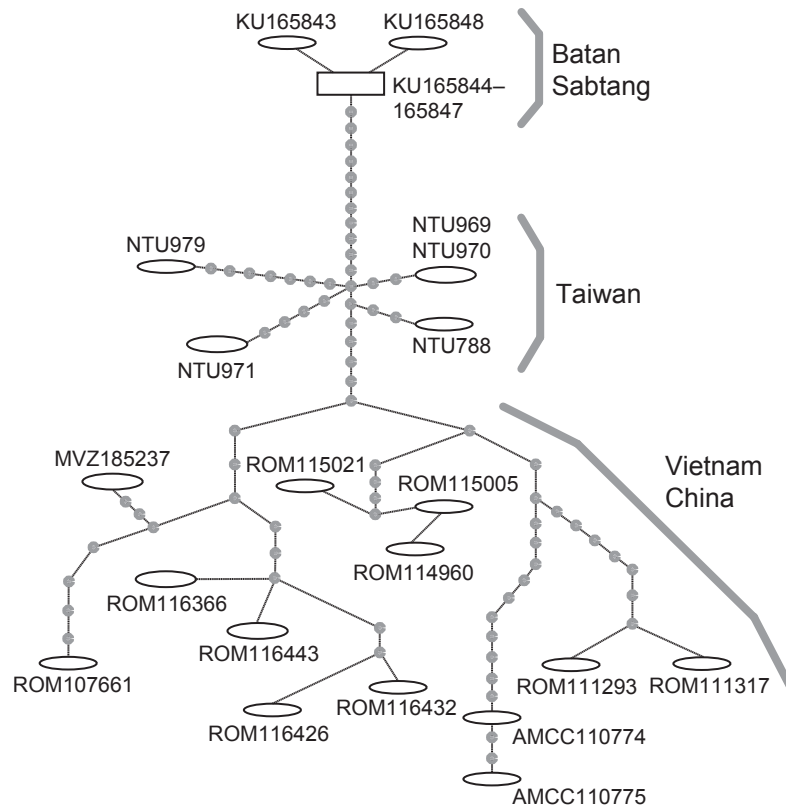 KU165843
KU165848
KU165844–
165847
Batan
Sabtang
NTU979
NTU969
NTU970
NTU971
NTU788
Taiwan
MVZ185237
ROM115021
ROM115005
ROM114960
Vietnam
China
ROM116366
ROM116443
ROM107661
ROM116426
ROM116432
ROM111293
ROM111317
AMCC110774
AMCC110775